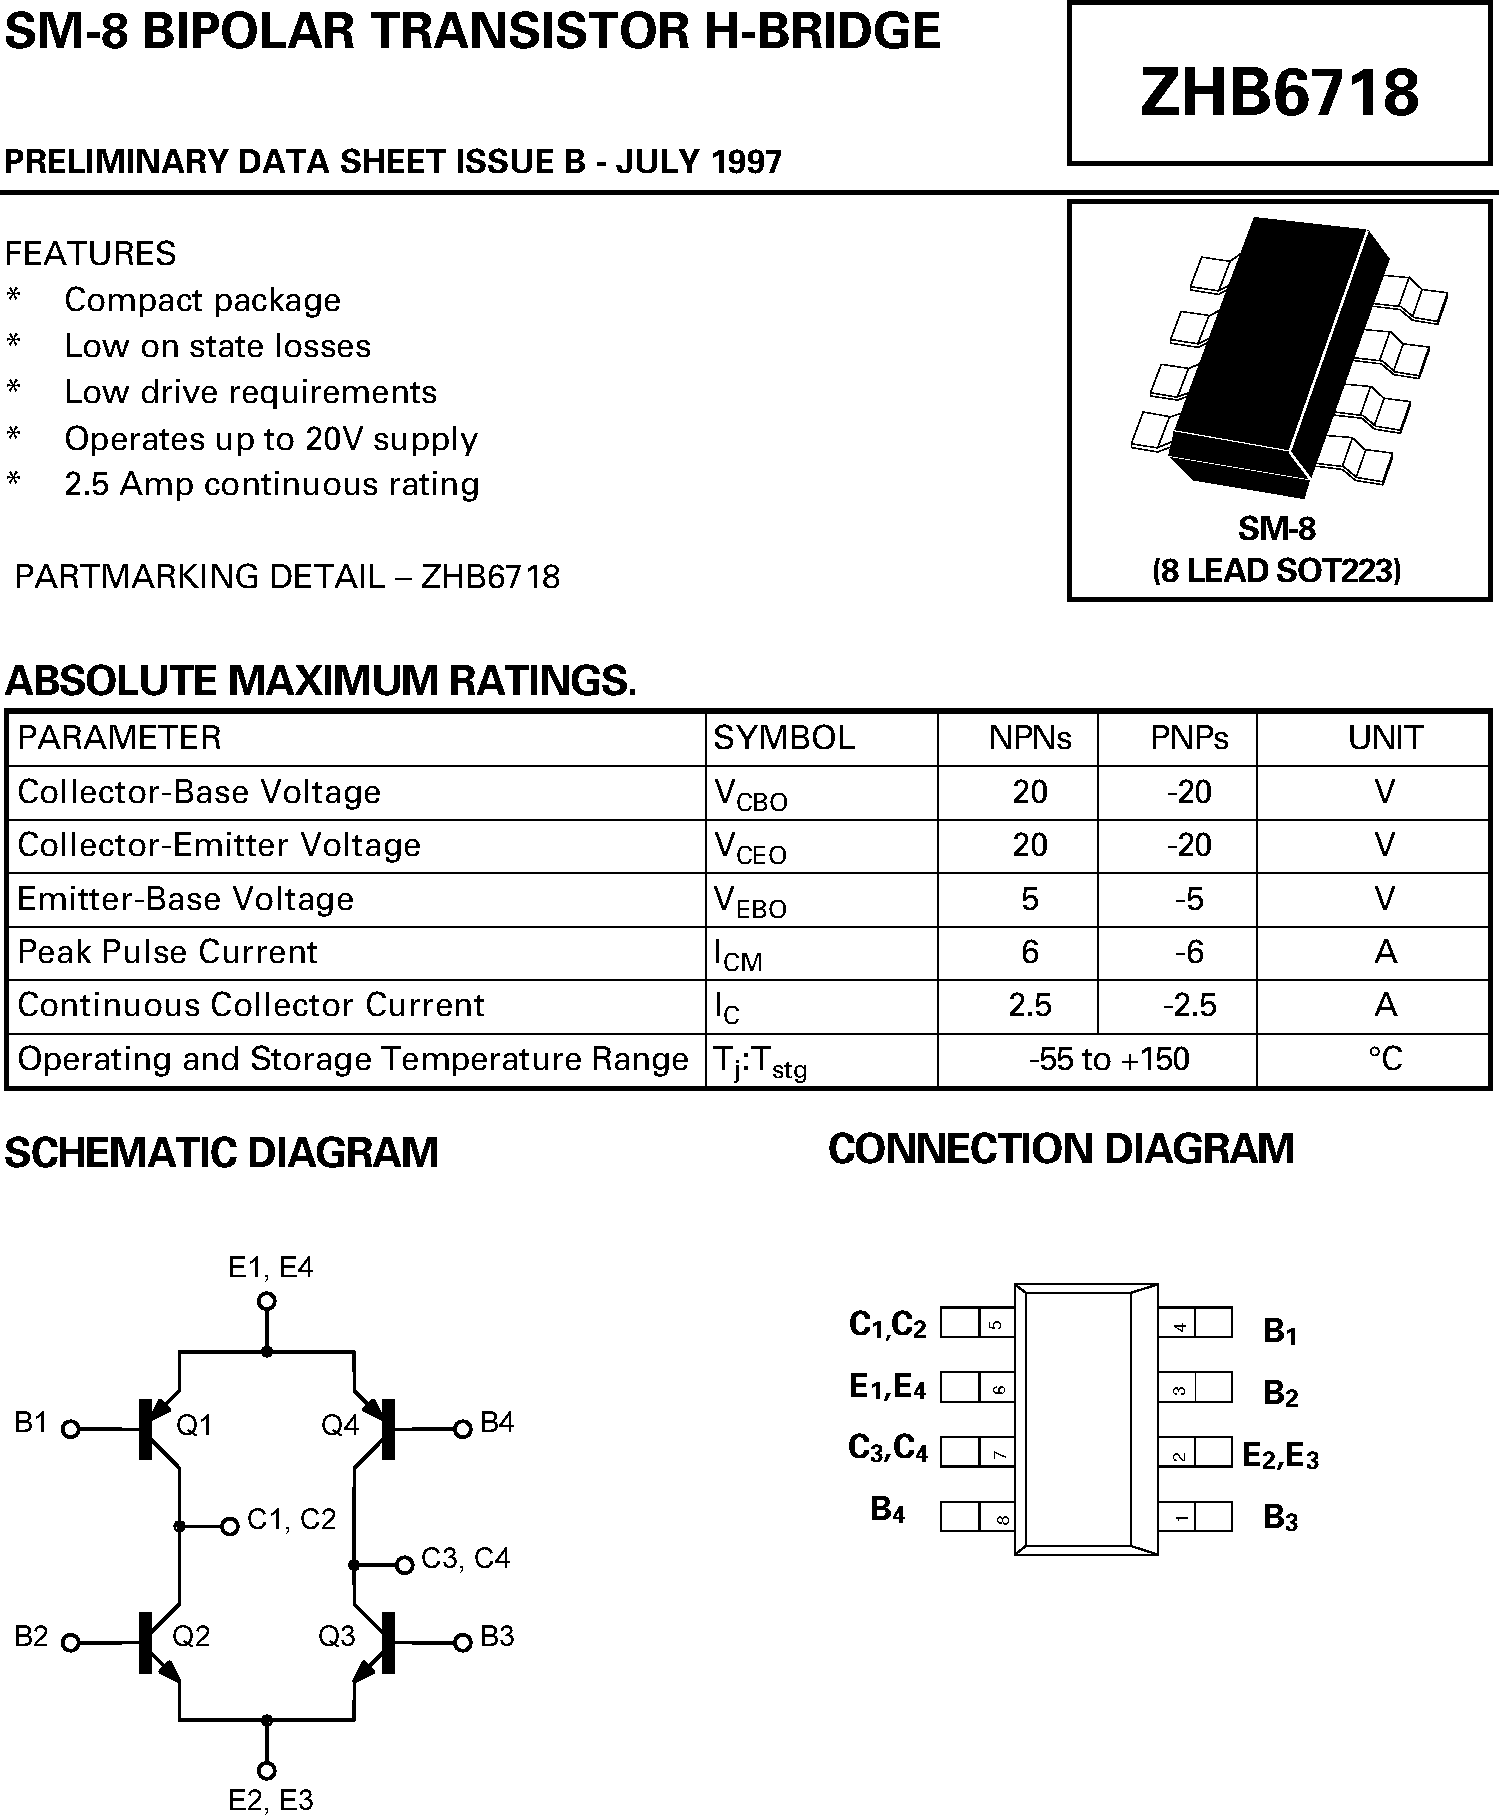 SM-8 BIPOLAR TRANSISTOR H-BRIDGE
ZHB6718
PRELIMINARY DATA SHEET ISSUE B - JULY 1997
FEATURES
* Compact package
* Low on state losses
* Low drive requirements
* Operates up to 20V supply
* 2.5 Amp continuous rating
PARTMARKING DETAIL – ZHB6718
SM-8
(8 LEAD SOT223)
ABSOLUTE MAXIMUM RATINGS.
PARAMETER SYMBOL NPNs PNPs UNIT
Collector-Base Voltage VCBO 20 -20 V
Collector-Emitter Voltage VCEO 20 -20 V
Emitter-Base Voltage VEBO 5 -5 V
Peak Pulse Current ICM 6 -6 A
Continuous Collector Current IC 2.5 -2.5 A
Operating and Storage Temperature Range Tj:Tstg -55 to +150 °C
SCHEMATIC DIAGRAM
E1, E4
B1 Q1 Q4 B4
C1, C2
C3, C4
B2 Q2 Q3 B3
E2, E3
CONNECTION DIAGRAM
C1,C2 5 4 B1
E1,E4 6 3 B2
C3,C4 7 2 E2,E3
B4 8 1 B3